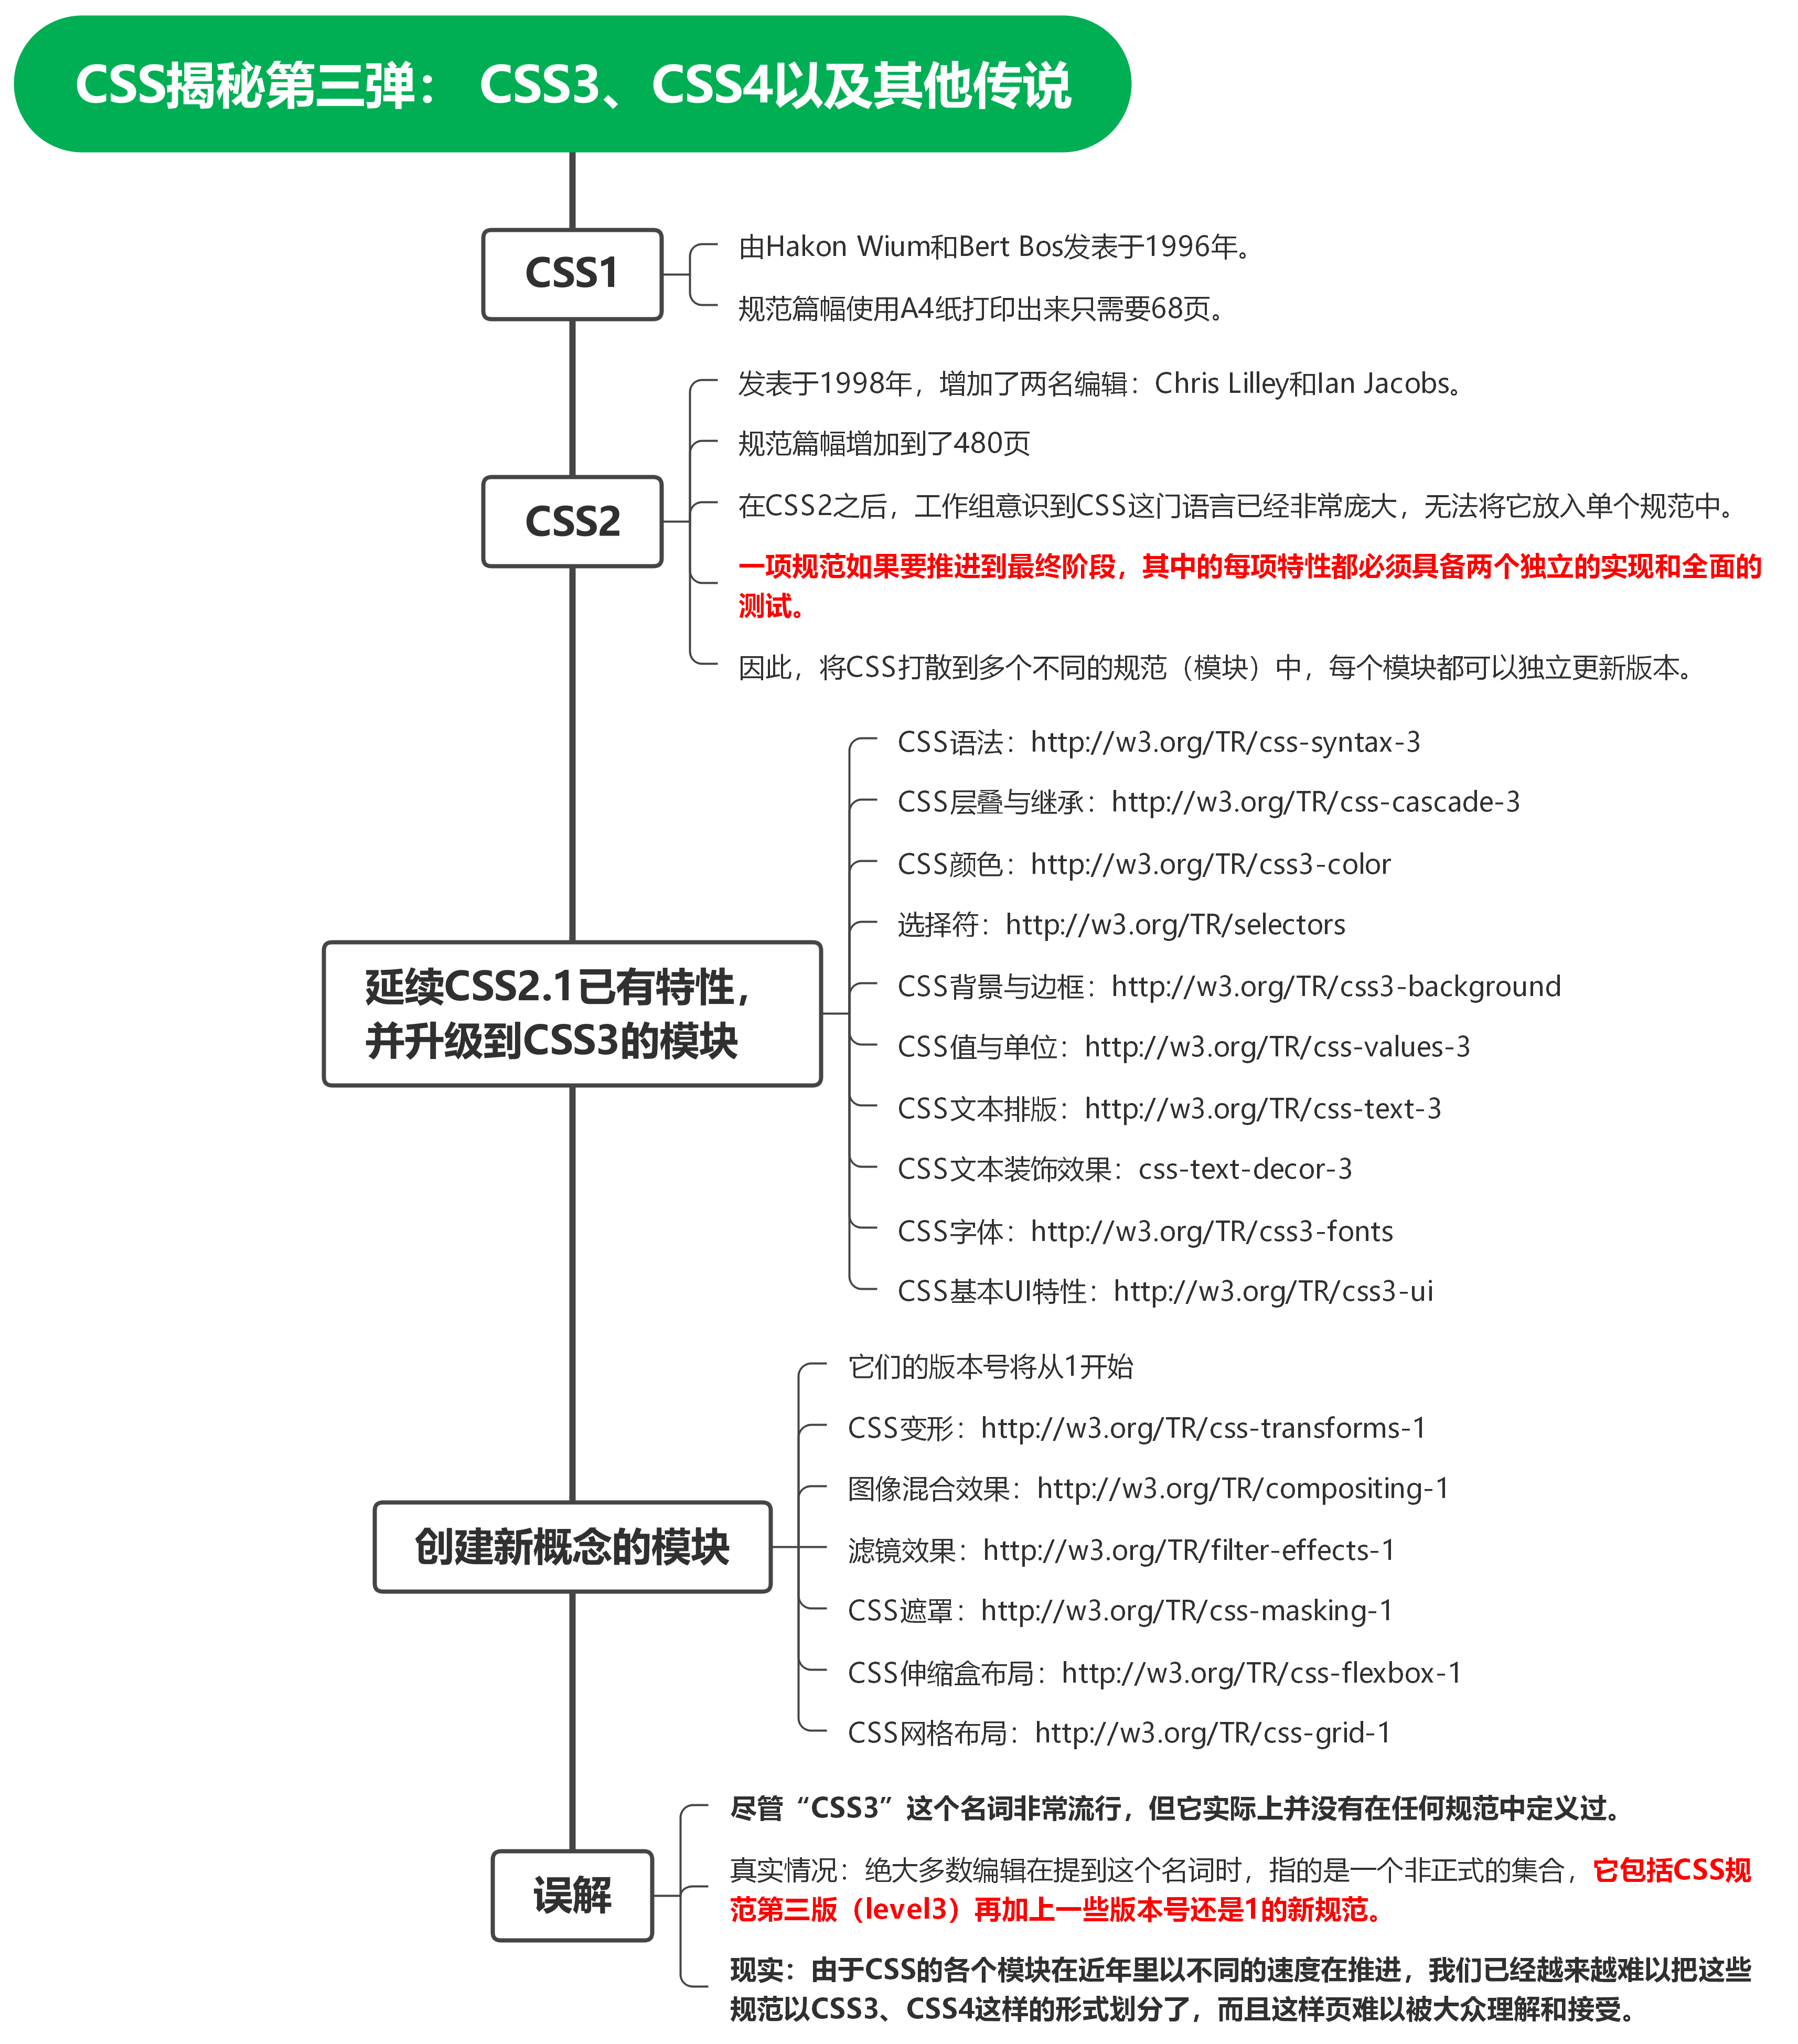 CSS揭秘第三弹： CSS3、CSS4以及其他传说
CSS1
由Hakon Wium和Bert Bos发表于1996年。
规范篇幅使用A4纸打印出来只需要68页。
CSS2
发表于1998年，增加了两名编辑：Chris Lilley和Ian Jacobs。
规范篇幅增加到了480页
在CSS2之后，工作组意识到CSS这门语言已经非常庞大，无法将它放入单个规范中。
一项规范如果要推进到最终阶段，其中的每项特性都必须具备两个独立的实现和全面的
测试。
因此，将CSS打散到多个不同的规范（模块）中，每个模块都可以独立更新版本。
延续CSS2.1已有特性，
并升级到CSS3的模块
CSS语法：http://w3.org/TR/css-syntax-3
CSS层叠与继承：http://w3.org/TR/css-cascade-3
CSS颜色：http://w3.org/TR/css3-color
选择符：http://w3.org/TR/selectors
CSS背景与边框：http://w3.org/TR/css3-background
CSS值与单位：http://w3.org/TR/css-values-3
CSS文本排版：http://w3.org/TR/css-text-3
CSS文本装饰效果：css-text-decor-3
CSS字体：http://w3.org/TR/css3-fonts
CSS基本UI特性：http://w3.org/TR/css3-ui
创建新概念的模块
它们的版本号将从1开始
CSS变形：http://w3.org/TR/css-transforms-1
图像混合效果：http://w3.org/TR/compositing-1
滤镜效果：http://w3.org/TR/filter-effects-1
CSS遮罩：http://w3.org/TR/css-masking-1
CSS伸缩盒布局：http://w3.org/TR/css-flexbox-1
CSS网格布局：http://w3.org/TR/css-grid-1
误解
尽管“CSS3”这个名词非常流行，但它实际上并没有在任何规范中定义过。
真实情况：绝大多数编辑在提到这个名词时，指的是一个非正式的集合，它包括CSS规
范第三版（level3）再加上一些版本号还是1的新规范。
现实：由于CSS的各个模块在近年里以不同的速度在推进，我们已经越来越难以把这些
规范以CSS3、CSS4这样的形式划分了，而且这样页难以被大众理解和接受。